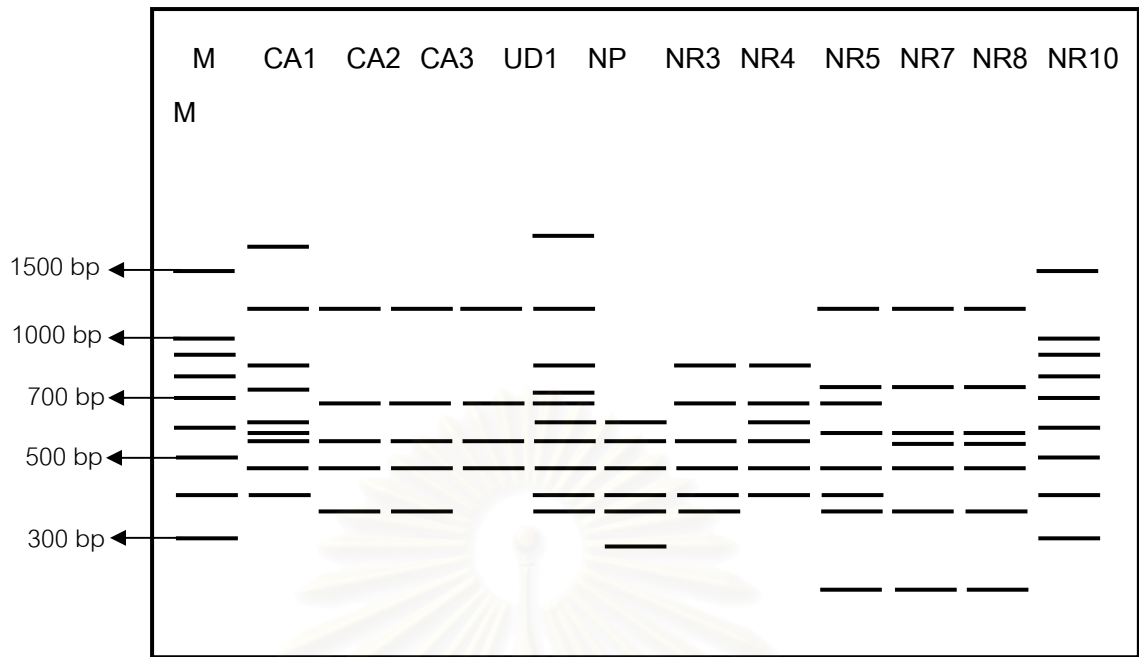 M CA1 CA2 CA3 UD1 NP NR3 NR4 NR5 NR7 NR8 NR10
M
1500 bp
1000 bp
700 bp
500 bp
300 bp